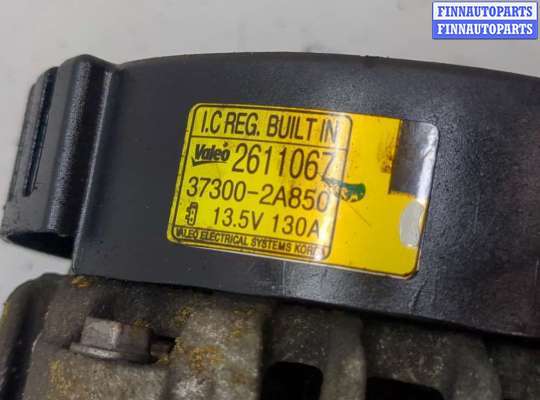 FINNAUTOPARTS
FINNAUTOPARTS
I.C REG. BUILT IN
Valeo 2611067
37300-2A850
13.5V 130A
VALEO ELECTRICAL SYSTEMS KOREA